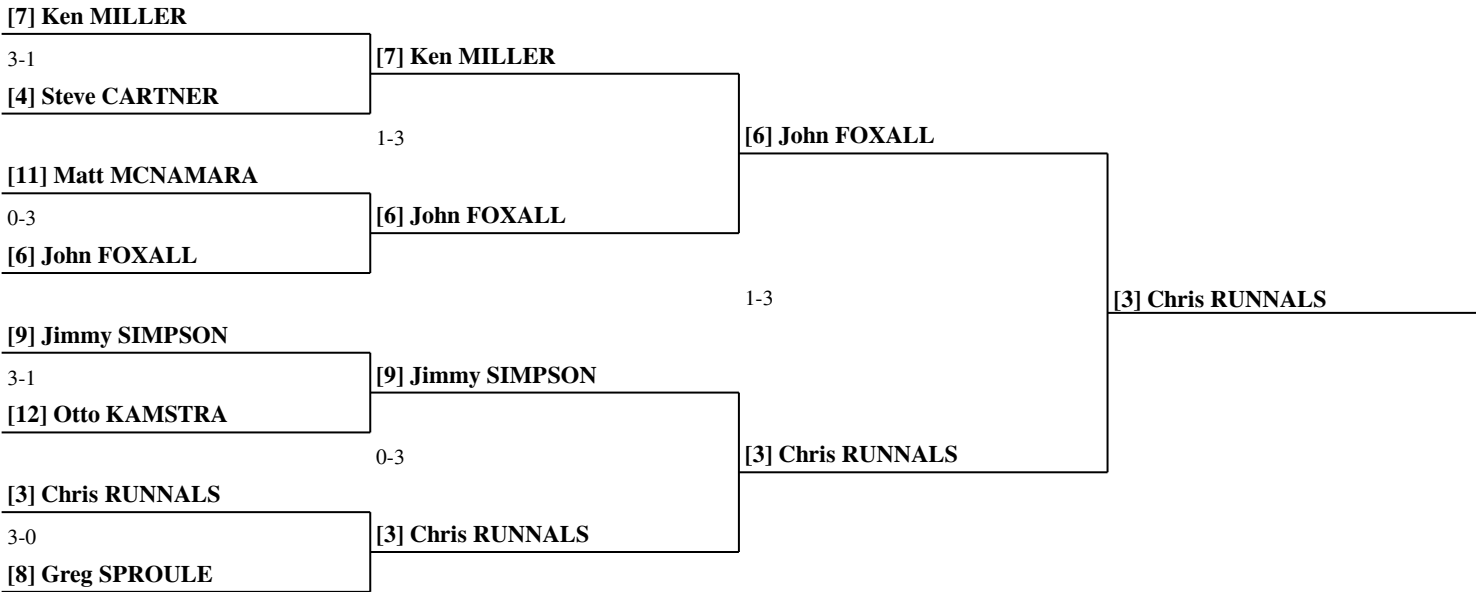 [7] Ken MILLER
3-1
[4] Steve CARTNER
[7] Ken MILLER
1-3
[11] Matt MCNAMARA
0-3
[6] John FOXALL
[6] John FOXALL
[6] John FOXALL
1-3
[9] Jimmy SIMPSON
3-1
[12] Otto KAMSTRA
[9] Jimmy SIMPSON
0-3
[3] Chris RUNNALS
3-0
[8] Greg SPROULE
[3] Chris RUNNALS
[3] Chris RUNNALS
[3] Chris RUNNALS